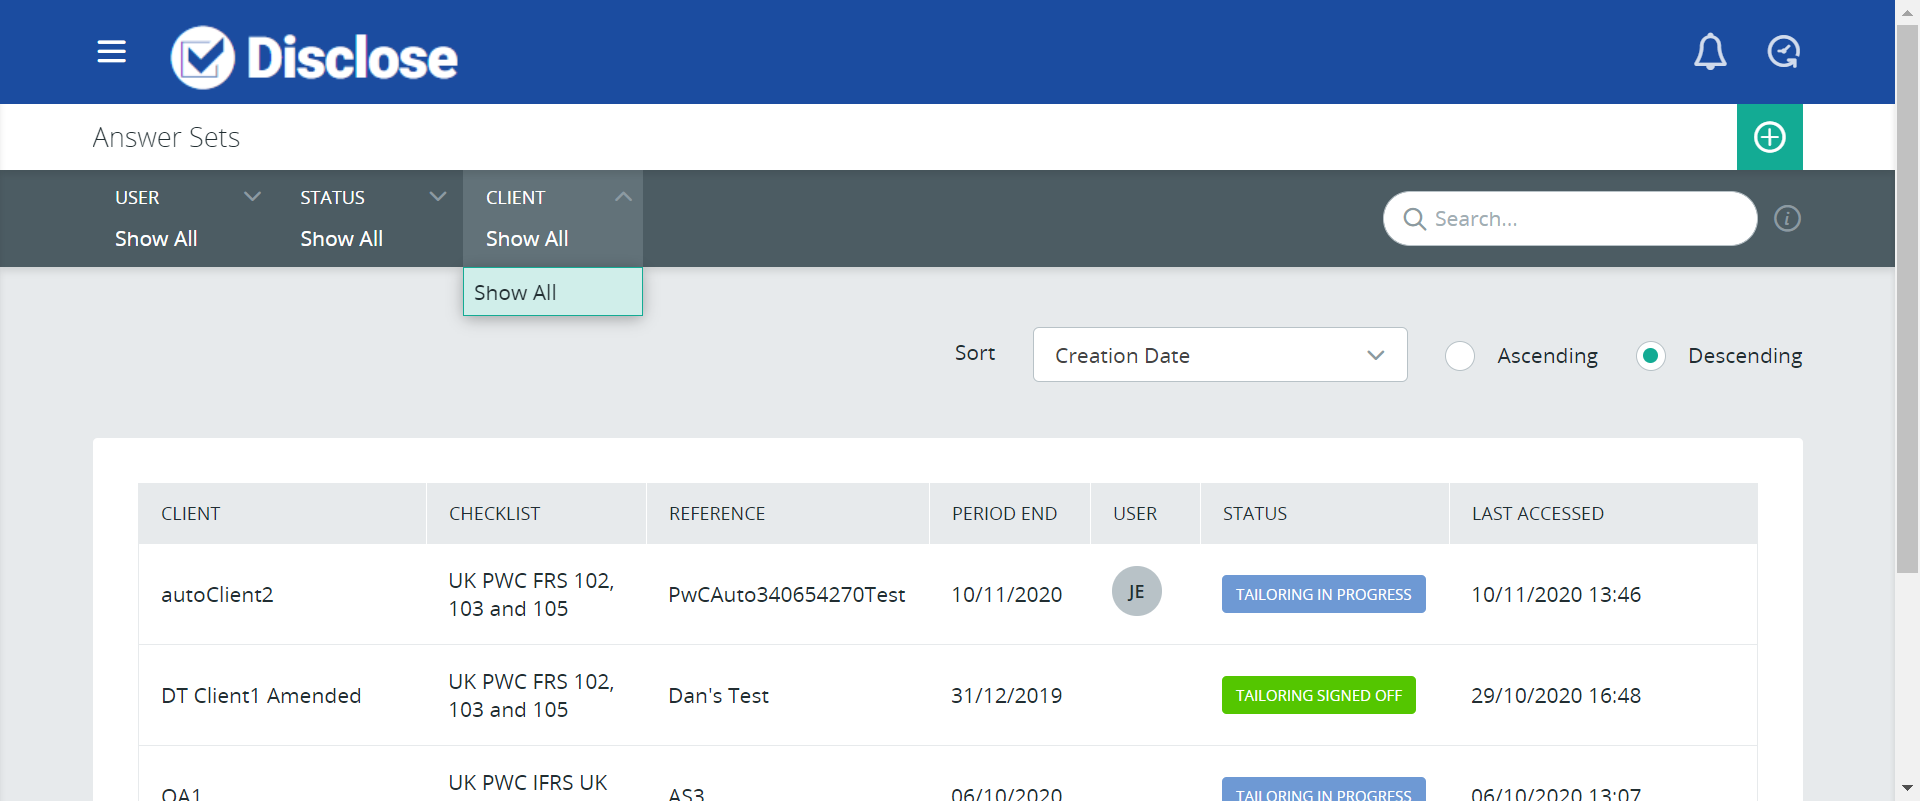 Disclose
Answer Sets
USER
STATUS
CLIENT
Show All
Show All
Show All
Search...
i
Show All
Sort
Creation Date
Ascending
Descending
CLIENT
CHECKLIST
REFERENCE
PERIOD END
USER
STATUS
LAST ACCESSED
autoClient2
UK PWC FRS 102,
103 and 105
PwCAuto340654270Test
10/11/2020
JE
TAILORING IN PROGRESS
10/11/2020 13:46
DT Client1 Amended
UK PWC FRS 102,
103 and 105
Dan's Test
31/12/2019
TAILORING SIGNED OFF
29/10/2020 16:48
OA1
UK PWC IFRS UK
AS3
06/10/2020
TAILORING IN PROGRESS
06/10/2020 13:07